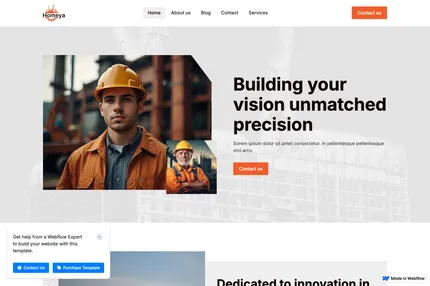 Homeya
Home
About us
Blog
Contact
Services
Contact us
Building your
vision unmatched
precision
Sorem ipsum dolor sit amet consectetur. In pellentesque pellentesque
orci arcu
Contact us
Get help from a Webflow Expert
to build your website with this
template.
Contact Us
Purchase Template
Dedicated to innovation in
Made in Webflow